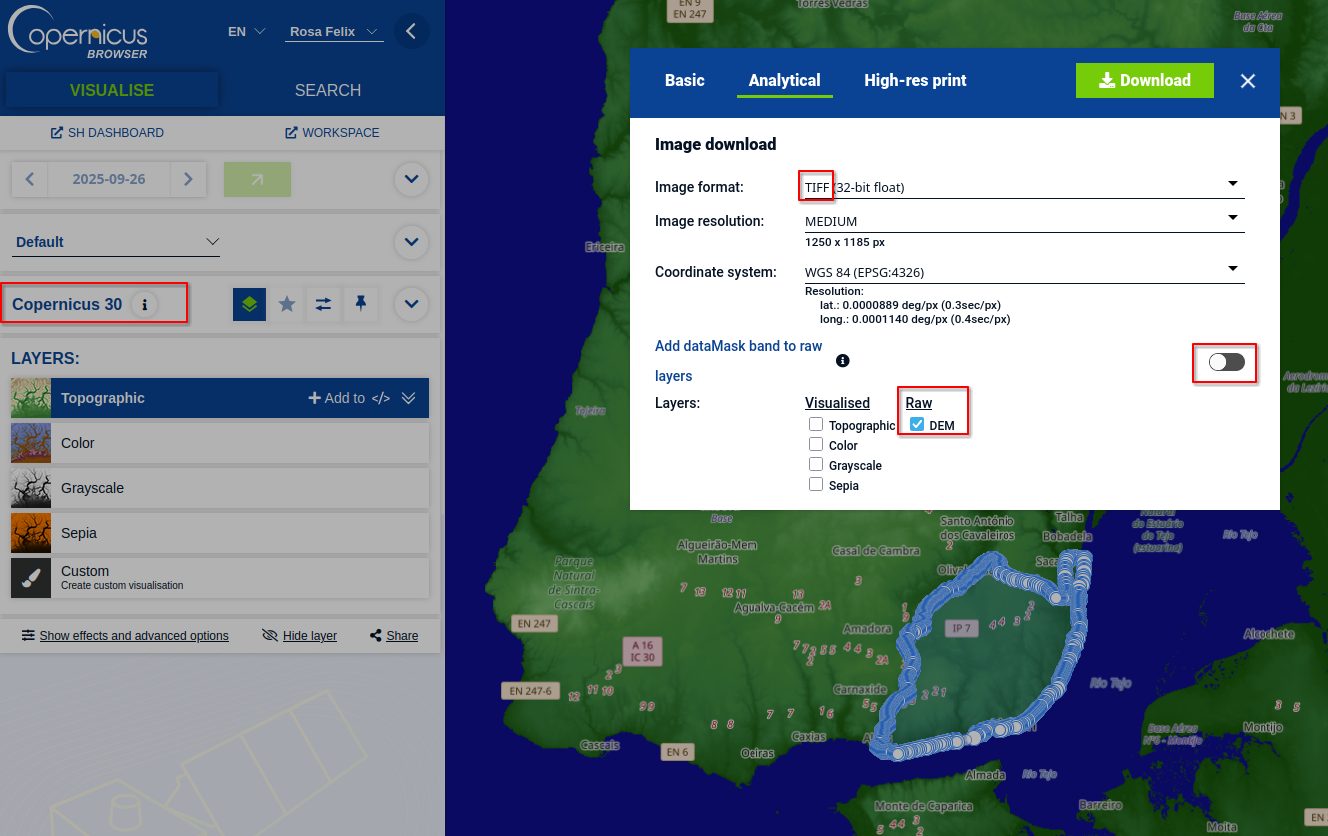 Copernicus
BROWSER
EN
Rosa Felix
VISUALISE
SEARCH
SH DASHBOARD
WORKSPACE
2025-09-26
Default
Copernicus 30
LAYERS:
Topographic
Add to </>
Color
Grayscale
Sepia
Custom
Create custom visualisation
Show effects and advanced options
Hide layer
Share
Basic
Analytical
High-res print
Download
Image download
Image format:
TIFF (32-bit float)
Image resolution:
MEDIUM
1250 x 1185 px
Coordinate system:
WGS 84 (EPSG:4326)
Resolution:
lat.: 0.0000889 deg/px (0.3sec/px)
long.: 0.0001140 deg/px (0.4sec/px)
Add dataMask band to raw
layers
Layers:
Visualised
Raw
Topographic
DEM
Color
Grayscale
Sepia
Torres Vedras
EN 9
EN 247
Base Aérea
da Ota
N 3
Ericeira
Tojeira
Base
Santo António
dos Cavaleiros
Talha
Bobadela
Natural
do Estuário
do Tejo
(estuarina)
Rio Tejo
Algueirão-Mem
Martins
Casal de Cambra
Parque
Natural
de Sintra-
Cascais
Agualva-Cacém
EN 247
Amadora
IP 7
A 16
IC 30
Alcochete
EN 247-6
Carnaxide
Rio Tejo
Montijo
Base Aérea
Nº6 - Montijo
Cascais
Caxias
EN 6
Oeiras
Almada
Rio Tejo
Monte de Caparica
Barreiro
Moita
EN